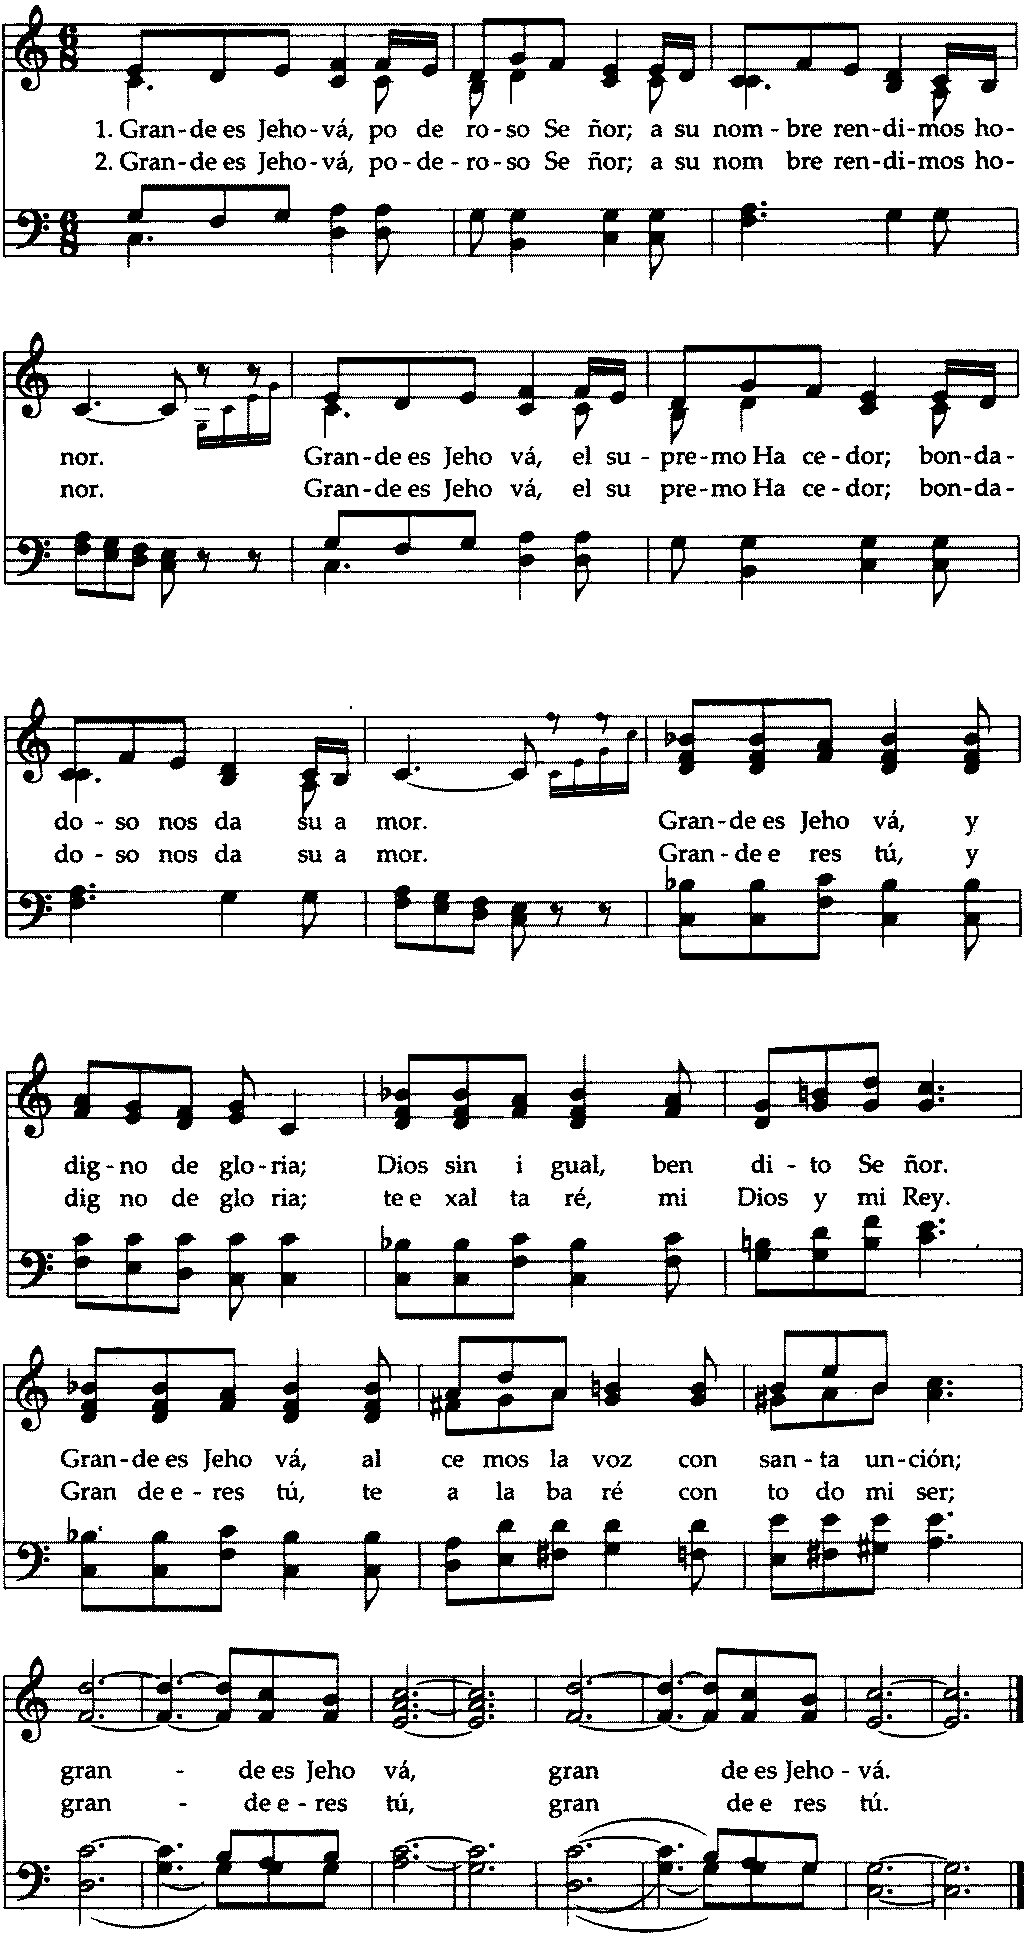 1. Gran-de es Jeho-vá, po de ro-so Se ñor; a su nom-bre ren-di-mos ho-
2. Gran-de es Jeho-vá, po-de-ro-so Se ñor; a su nom bre ren-di-mos ho-
nor. Gran-de es Jeho vá, el su-pre-mo Ha ce-dor; bon-da-
nor. Gran-de es Jeho vá, el su pre-mo Ha ce-dor; bon-da-
do-so nos da su a mor. Gran-de es Jeho vá, y
do-so nos da su a mor. Gran-de e res tú, y
dig-no de glo-ria; Dios sin i gual, ben di-to Se ñor.
dig no de glo ria; te e xal ta ré, mi Dios y mi Rey.
Gran-de es Jeho vá, al ce mos la voz con san-ta un-ción;
Gran de e-res tú, te a la ba ré con to do mi ser;
gran - de es Jeho vá, gran de es Jeho-vá.
gran - de e-res tú, gran de e res tú.